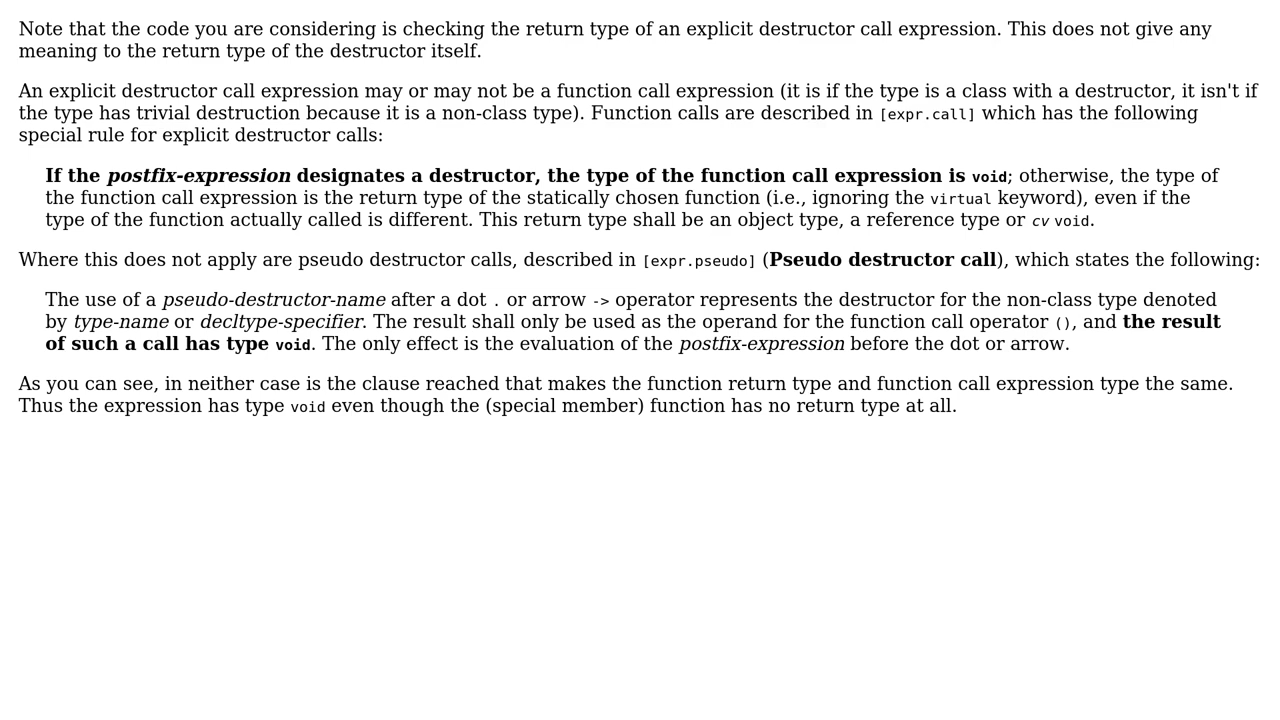 Note that the code you are considering is checking the return type of an explicit destructor call expression. This does not give any
meaning to the return type of the destructor itself.
An explicit destructor call expression may or may not be a function call expression (it is if the type is a class with a destructor, it isn't if
the type has trivial destruction because it is a non-class type). Function calls are described in [expr.call] which has the following
special rule for explicit destructor calls:
If the postfix-expression designates a destructor, the type of the function call expression is void; otherwise, the type of
the function call expression is the return type of the statically chosen function (i.e., ignoring the virtual keyword), even if the
type of the function actually called is different. This return type shall be an object type, a reference type or cv void.
Where this does not apply are pseudo destructor calls, described in [expr.pseudo] (Pseudo destructor call), which states the following:
The use of a pseudo-destructor-name after a dot . or arrow -> operator represents the destructor for the non-class type denoted
by type-name or decltype-specifier. The result shall only be used as the operand for the function call operator (), and the result
of such a call has type void. The only effect is the evaluation of the postfix-expression before the dot or arrow.
As you can see, in neither case is the clause reached that makes the function return type and function call expression type the same.
Thus the expression has type void even though the (special member) function has no return type at all.